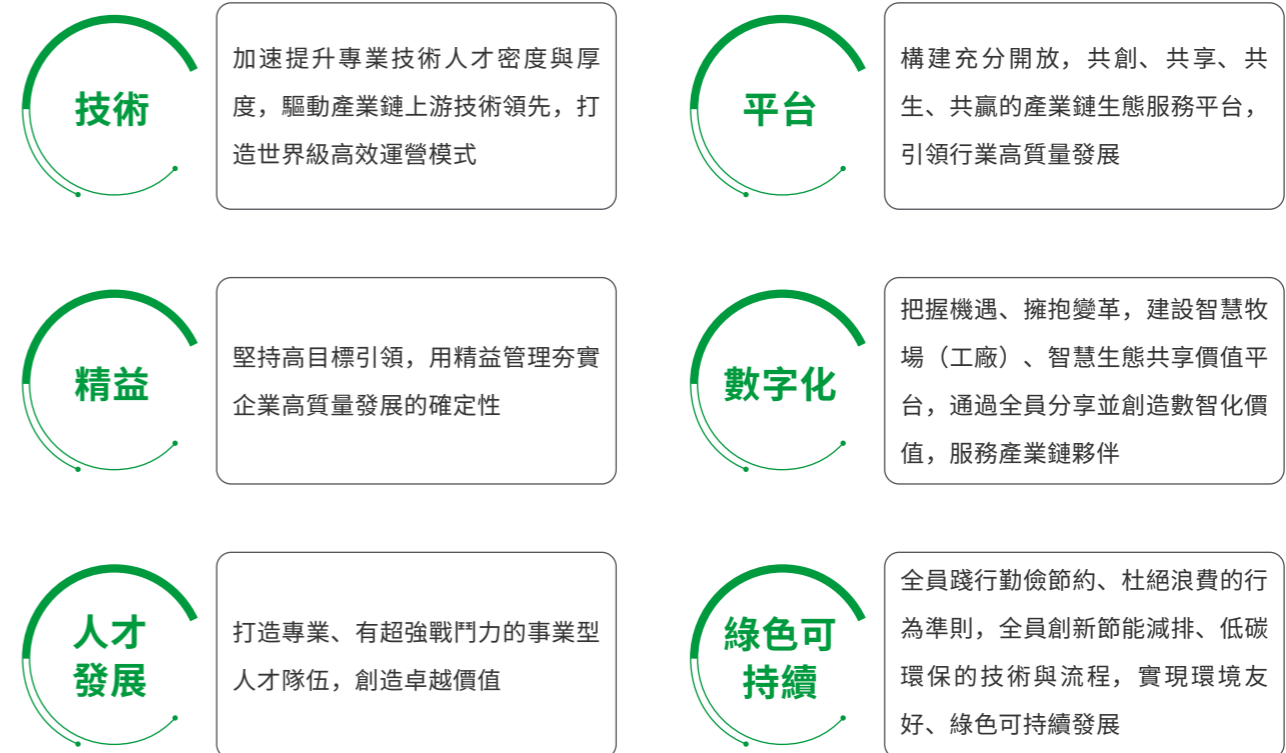 技術
加速提升專業技術人才密度與厚
度，驅動產業鏈上游技術領先，打
造世界級高效運營模式
平台
構建充分開放，共創、共享、共
生、共贏的產業鏈生態服務平台，
引領行業高質量發展
精益
堅持高目標引領，用精益管理夯實
企業高質量發展的確定性
數字化
把握機遇、擁抱變革，建設智慧牧
場（工廠）、智慧生態共享價值平
台，通過全員分享並創造數智化價
值，服務產業鏈夥伴
人才
發展
打造專業、有超強戰鬥力的事業型
人才隊伍，創造卓越價值
綠色可
持續
全員踐行勤儉節約、杜絕浪費的行
為準則，全員創新節能減排、低碳
環保的技術與流程，實現環境友
好、綠色可持續發展